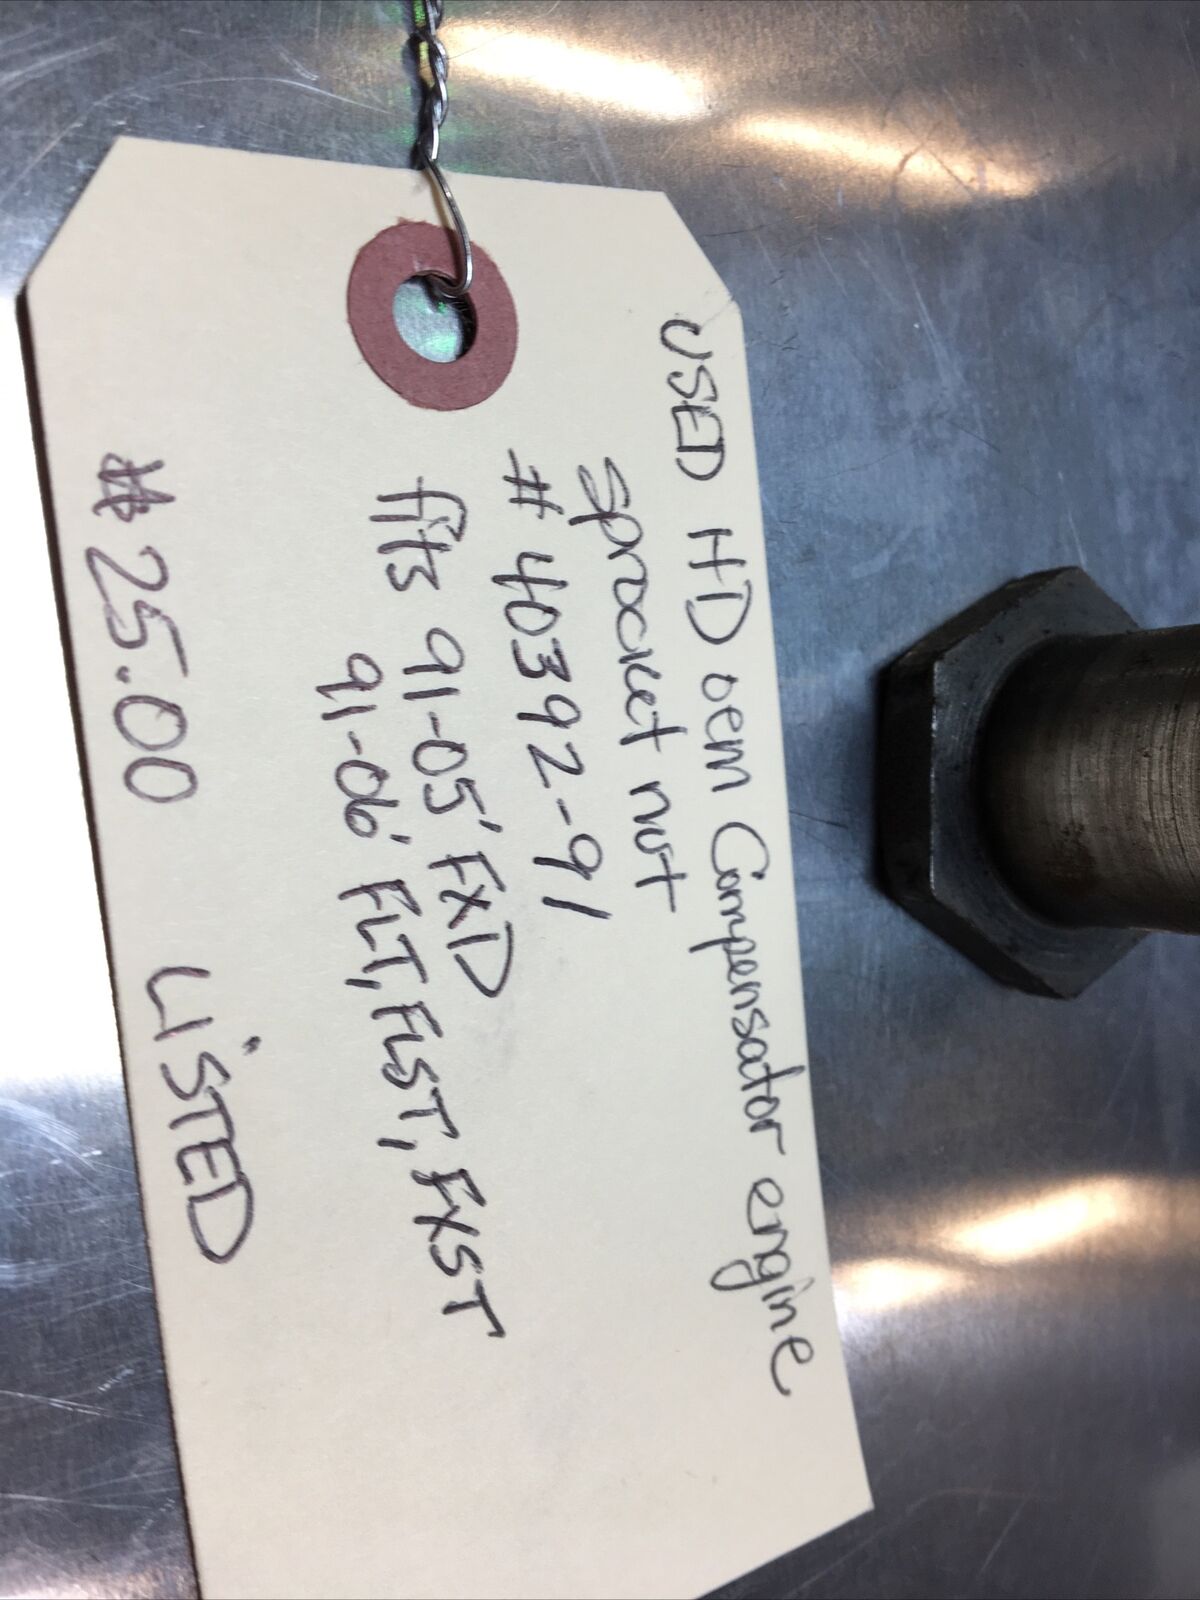 USED HD oem Compensator engine
sprocket nut
# 40392-91
fits 91-05' FXD
91-06' FLT, FLST, FXST
$25.00 LiSTED